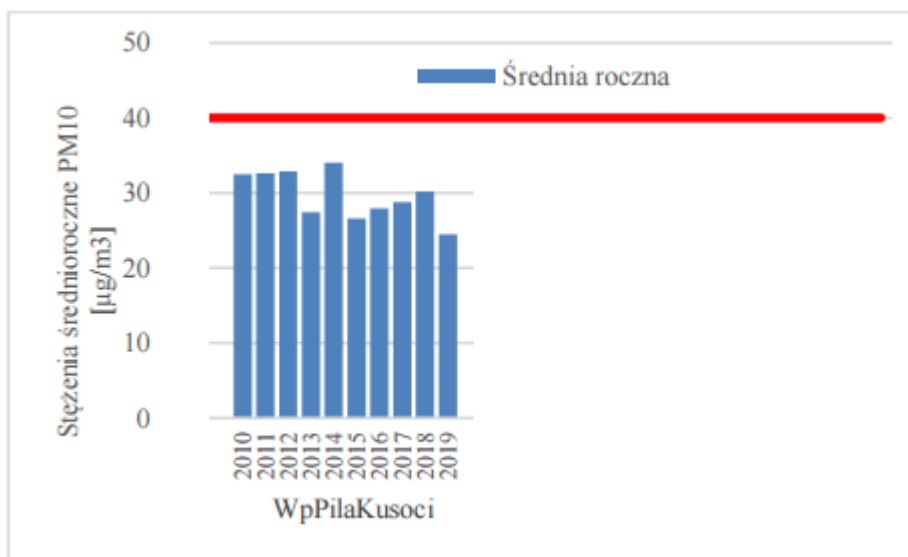 50
Średnia roczna
40
30
20
10
0
Stężenia średnioroczne PM10
[µg/m3]
2010 2011 2012 2013 2014 2015 2016 2017 2018 2019
WpPilaKusoci